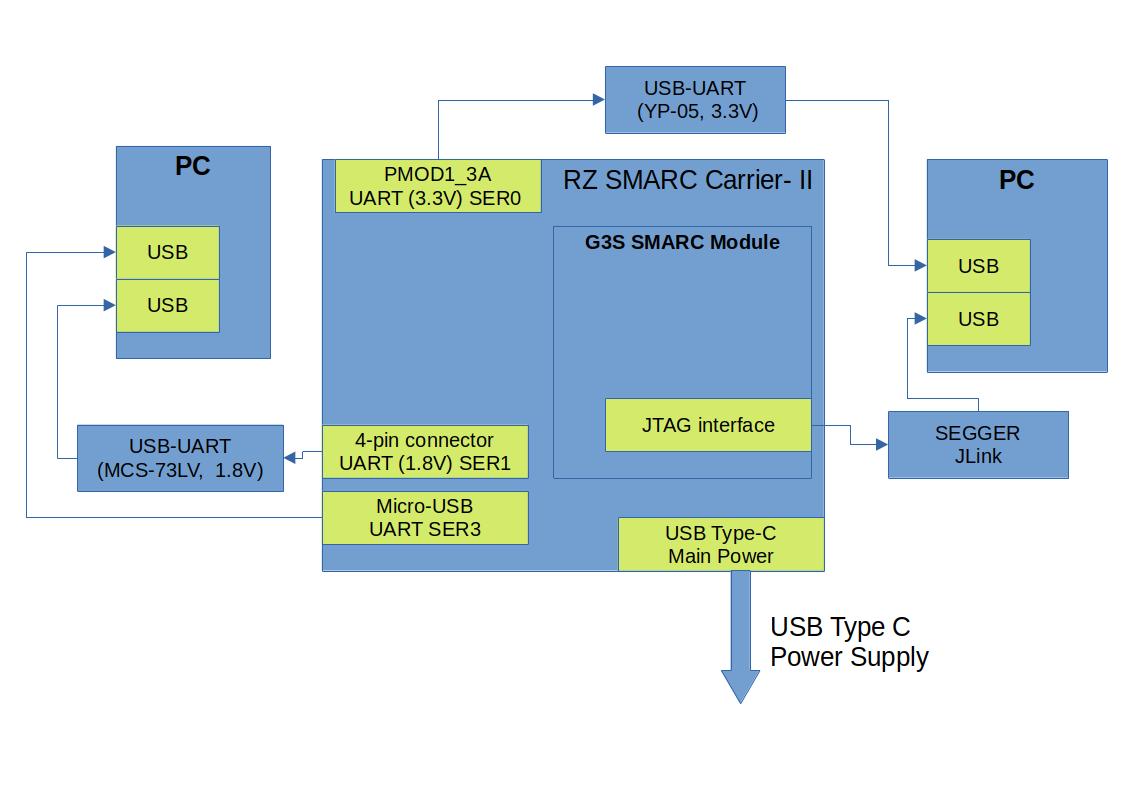 USB-UART
(YP-05, 3.3V)
PC
PMOD1_3A
UART (3.3V) SER0
RZ SMARC Carrier- II
PC
G3S SMARC Module
USB
USB
USB
USB
JTAG interface
USB-UART
(MCS-73LV,  1.8V)
4-pin connector
UART (1.8V) SER1
SEGGER
JLink
Micro-USB
UART SER3
USB Type-C
Main Power
USB Type C
Power Supply